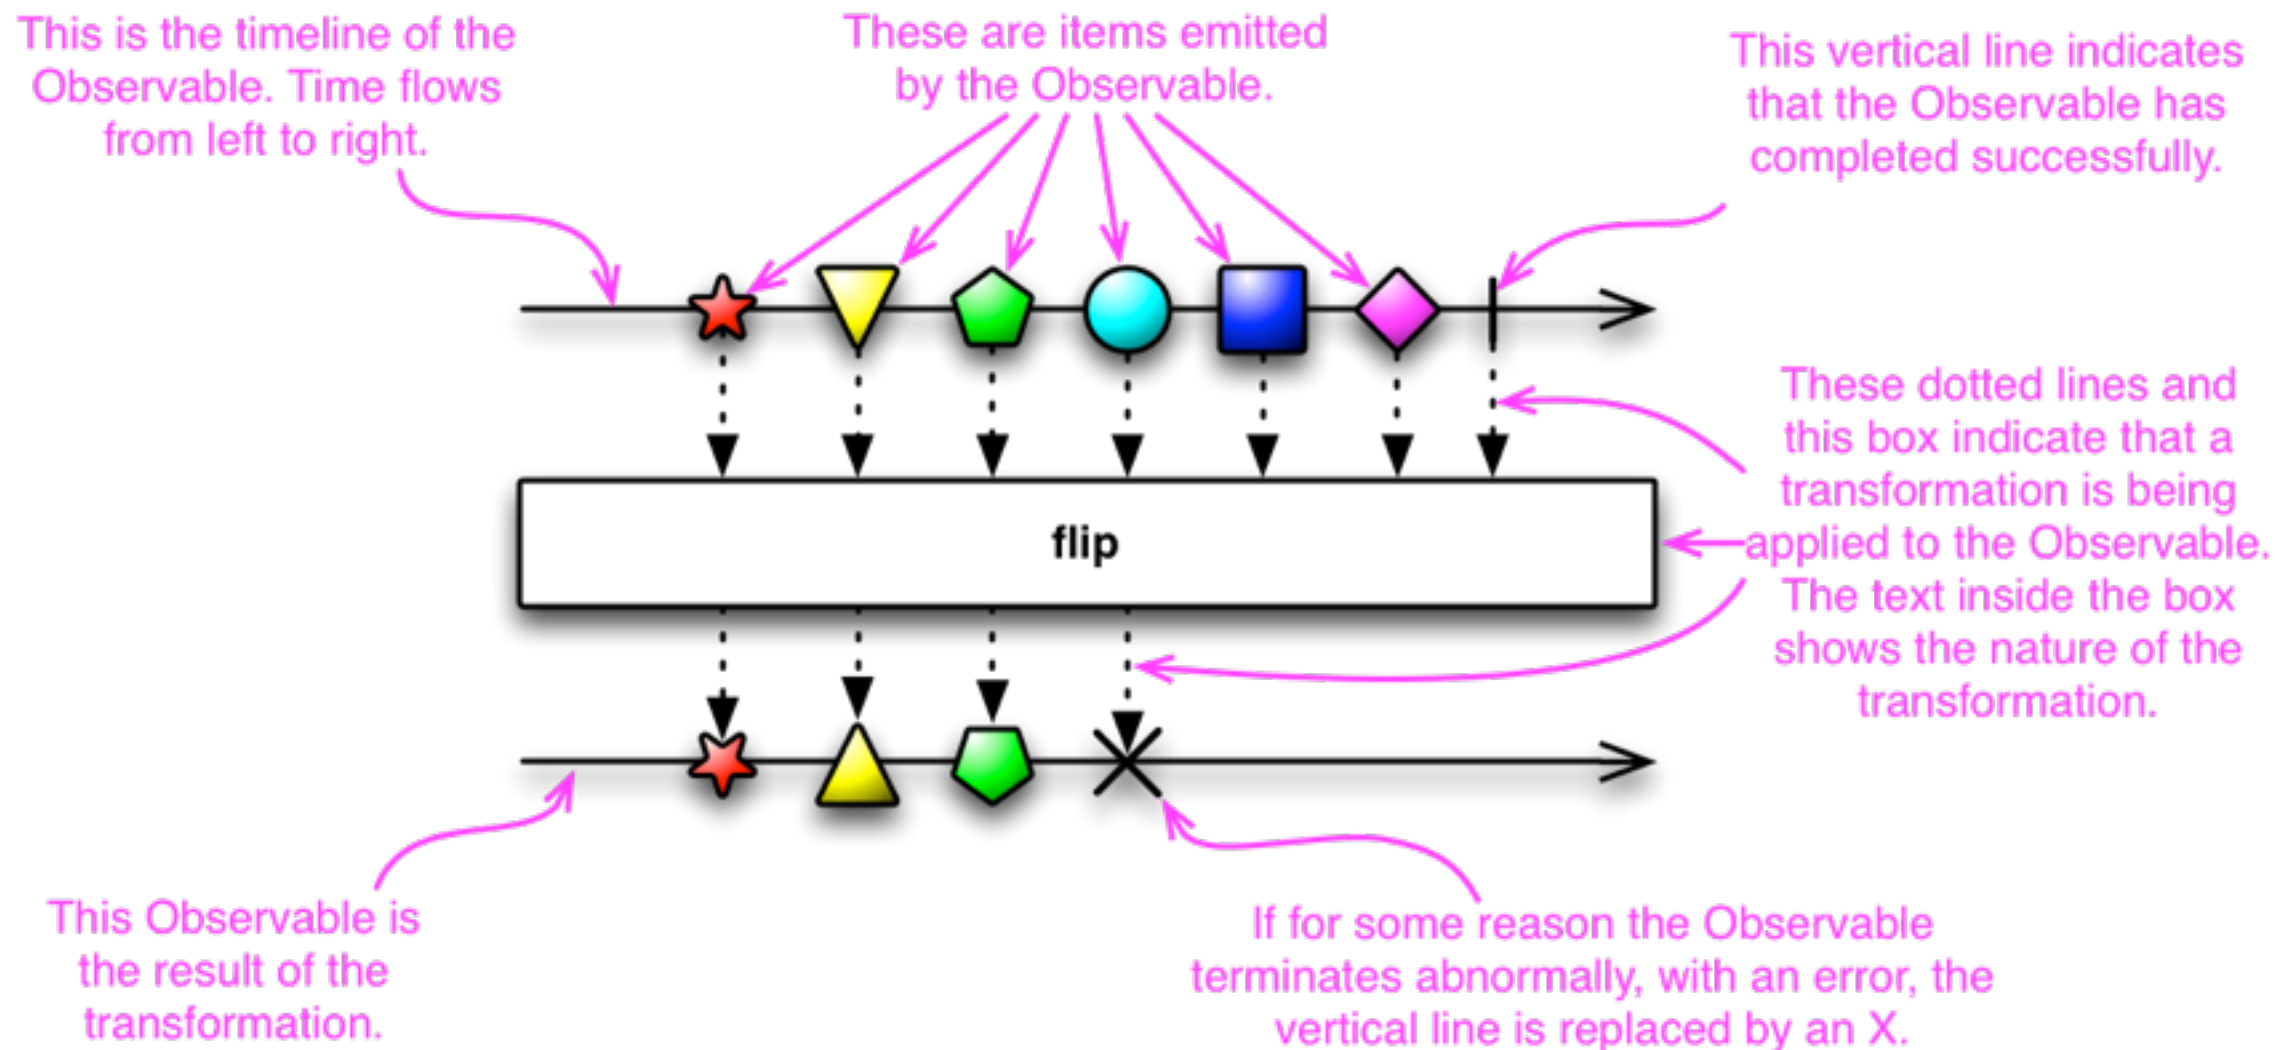 This is the timeline of the
Observable. Time flows
from left to right.
These are items emitted
by the Observable.
This vertical line indicates
that the Observable has
completed successfully.
These dotted lines and
this box indicate that a
transformation is being
applied to the Observable.
The text inside the box
shows the nature of the
transformation.
flip
This Observable is
the result of the
transformation.
If for some reason the Observable
terminates abnormally, with an error, the
vertical line is replaced by an X.